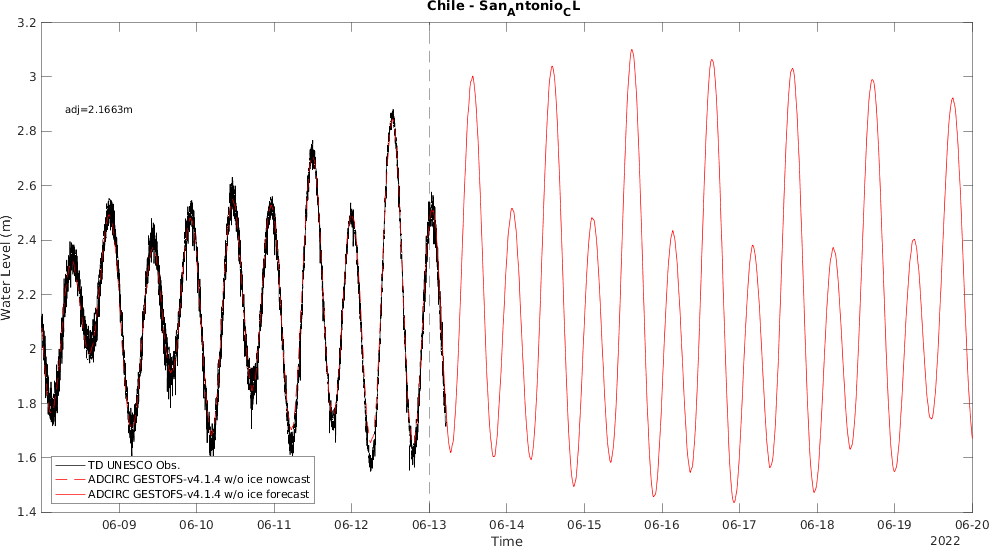 Chile - San_Antonio_CL
3.2
3
2.8
2.6
2.4
2.2
2
1.8
1.6
1.4
Water Level (m)
adj=2.1663m
TD UNESCO Obs.
ADCIRC GESTOFS-v4.1.4 w/o ice nowcast
ADCIRC GESTOFS-v4.1.4 w/o ice forecast
06-09 06-10 06-11 06-12 06-13 06-14 06-15 06-16 06-17 06-18 06-19 06-20
Time
2022